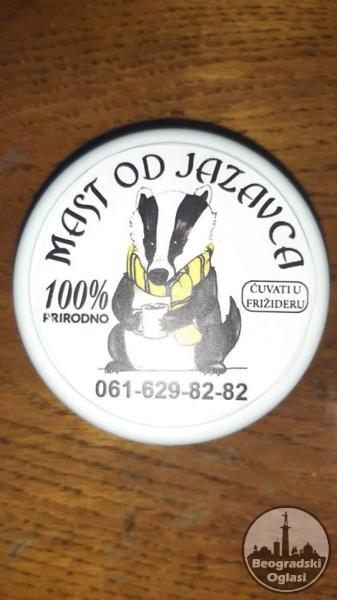 MAST OD JAZAVCA
100%
PRIRODNO
ČUVATI U
FRIŽIDERU
061-629-82-82
Beogradski
Oglasi